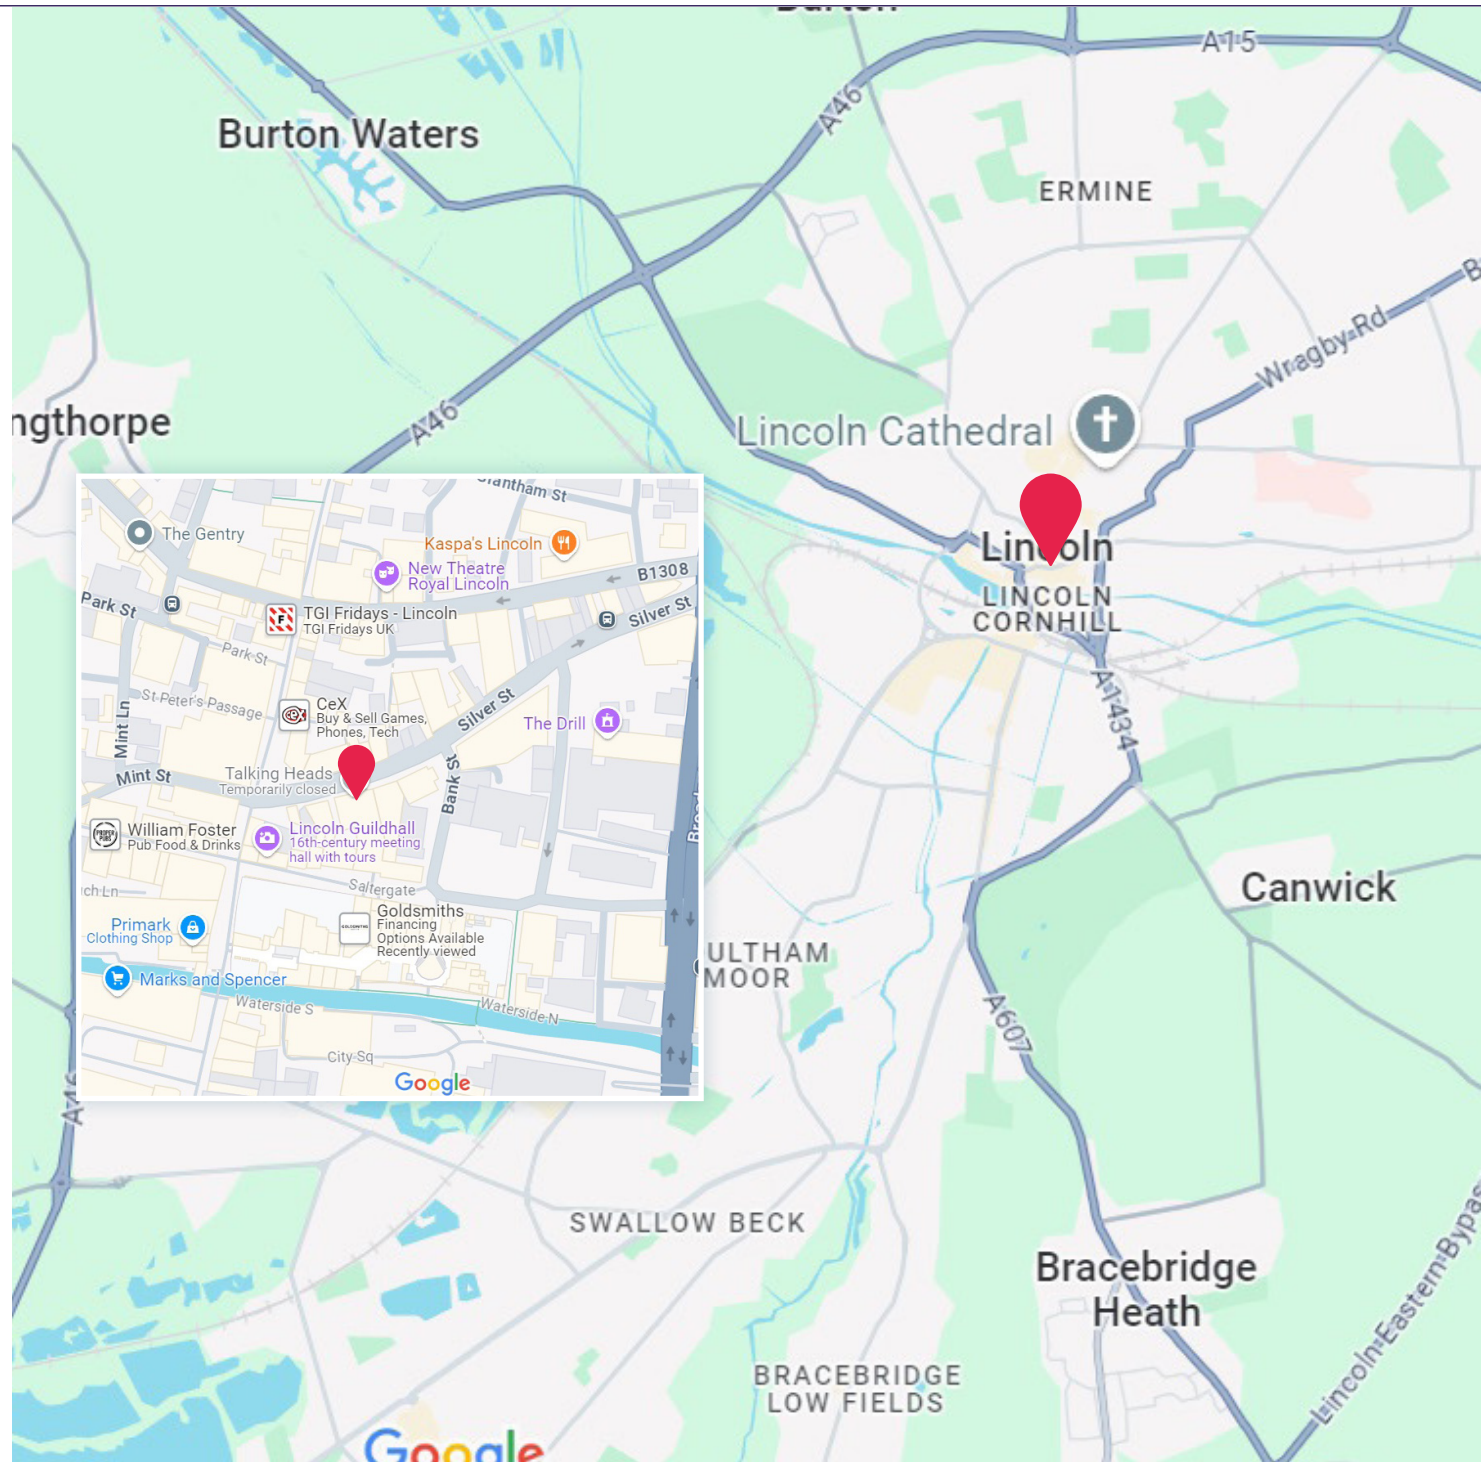 A15
A46
Burton Waters
ERMINE
Wragby Rd
ngthorpe
A46
Lincoln Cathedral
Lincoln
LINCOLN
CORNHILL
A1434
Canwick
ULTHAM
MOOR
A607
A46
SWALLOW BECK
Bracebridge
Heath
Lincoln Eastern Bypas
BRACEBRIDGE
LOW FIELDS
Google
Grantham St
The Gentry
Kaspa's Lincoln
New Theatre
Royal Lincoln
B1308
Park St
TGI Fridays - Lincoln
TGI Fridays UK
Silver St
Park St
St Peter's Passage
CeX
Buy & Sell Games,
Phones, Tech
Silver St
The Drill
Mint Ln
Mint St
Talking Heads
Temporarily closed
Bank St
William Foster
Pub Food & Drinks
Lincoln Guildhall
16th-century meeting
hall with tours
Broad
Saltergate
ch Ln
Goldsmiths
Financing
Options Available
Recently viewed
Primark
Clothing Shop
Marks and Spencer
Waterside S
Waterside N
City Sq
Google